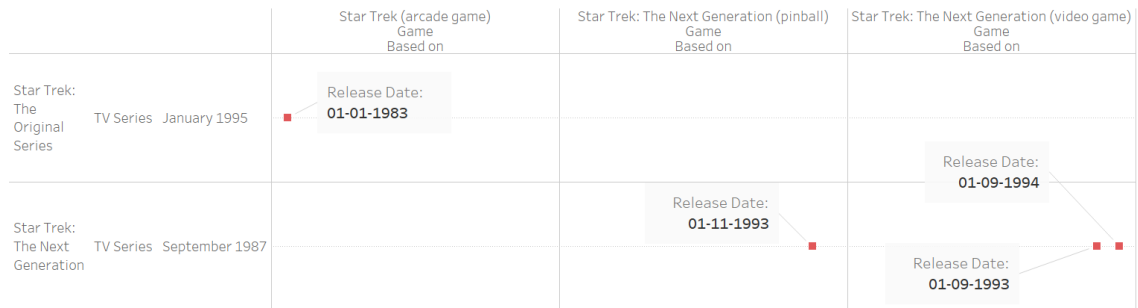 Star Trek (arcade game)
Game
Based on
Star Trek: The Next Generation (pinball)
Game
Based on
Star Trek: The Next Generation (video game)
Game
Based on
Star Trek:
The
Original
Series
TV Series
January 1995
Release Date:
01-01-1983
Release Date:
01-09-1994
Star Trek:
The Next
Generation
TV Series
September 1987
Release Date:
01-11-1993
Release Date:
01-09-1993